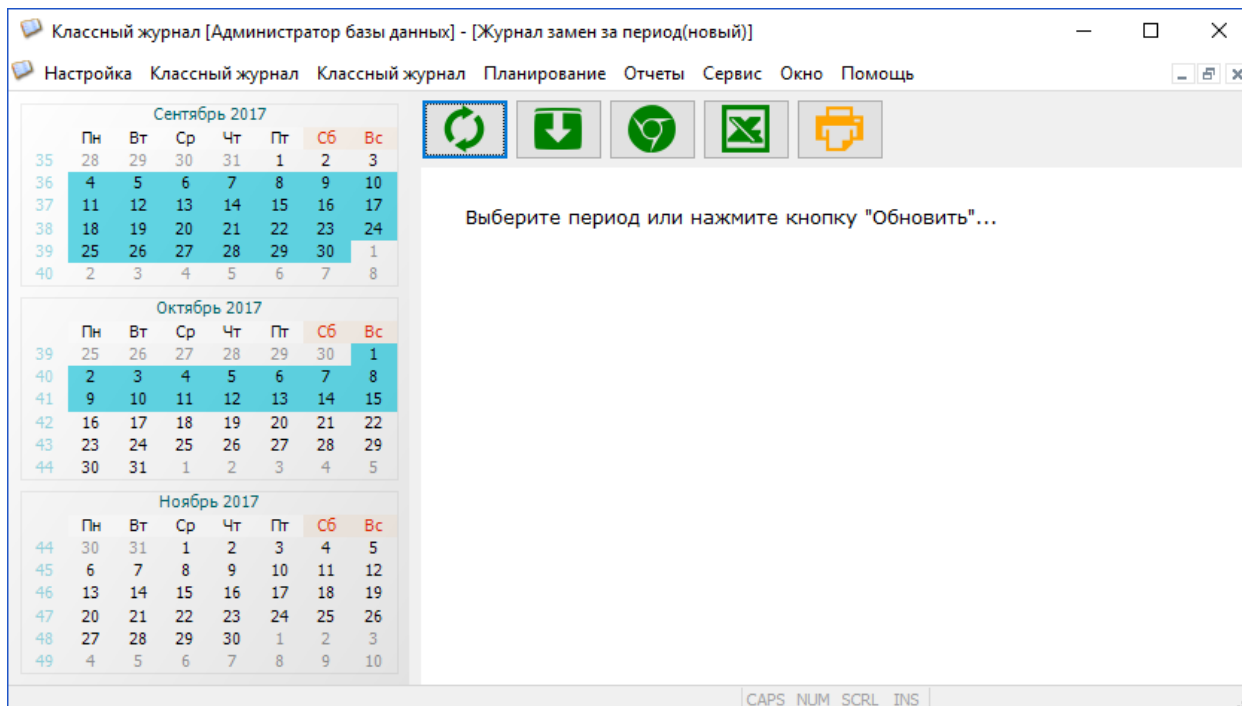 Классный журнал [Администратор базы данных] - [Журнал замен за период(новый)]
Настройка Классный журнал Классный журнал Планирование Отчеты Сервис Окно Помощь
Сентябрь 2017
Пн Вт Ср Чт Пт Сб Вс
35 28 29 30 31 1 2 3
36 4 5 6 7 8 9 10
37 11 12 13 14 15 16 17
38 18 19 20 21 22 23 24
39 25 26 27 28 29 30 1
40 2 3 4 5 6 7 8
Октябрь 2017
Пн Вт Ср Чт Пт Сб Вс
39 25 26 27 28 29 30 1
40 2 3 4 5 6 7 8
41 9 10 11 12 13 14 15
42 16 17 18 19 20 21 22
43 23 24 25 26 27 28 29
44 30 31 1 2 3 4 5
Ноябрь 2017
Пн Вт Ср Чт Пт Сб Вс
44 30 31 1 2 3 4 5
45 6 7 8 9 10 11 12
46 13 14 15 16 17 18 19
47 20 21 22 23 24 25 26
48 27 28 29 30 1 2 3
49 4 5 6 7 8 9 10
Выберите период или нажмите кнопку "Обновить"...
CAPS NUM SCRL INS